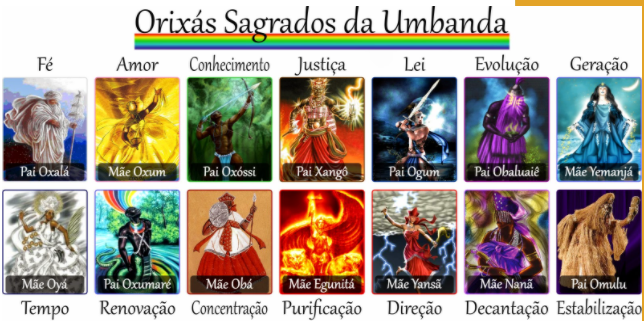 Orixás Sagrados da Umbanda
Fé Amor Conhecimento Justiça Lei Evolução Geração
Pai Oxalá Mãe Oxum Pai Oxóssi Pai Xangô Pai Ogum Pai Obaluaiê Mãe Yemanjá
Mãe Oyá Pai Oxumaré Mãe Obá Mãe Egunitá Mãe Yansã Mãe Nanã Pai Omulu
Tempo Renovação Concentração Purificação Direção Decantação Estabilização